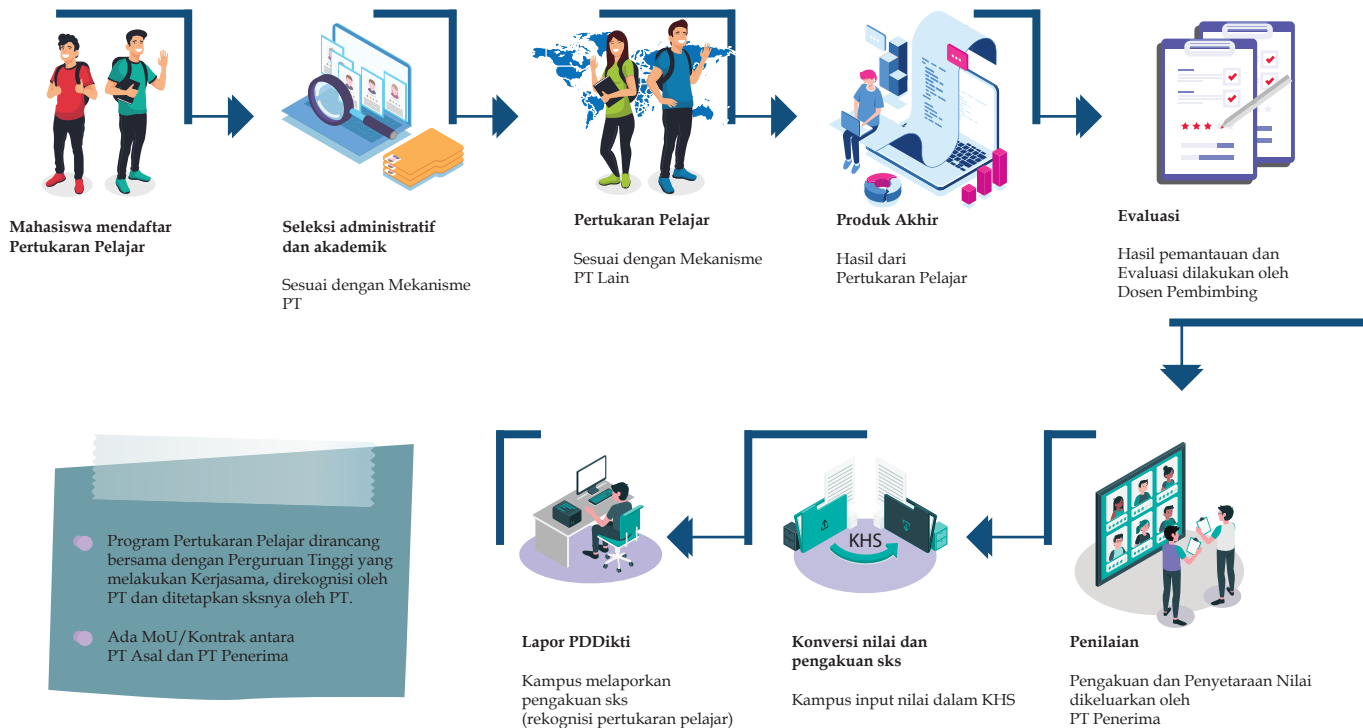 Mahasiswa mendaftar
Pertukaran Pelajar
Seleksi administratif
dan akademik
Sesuai dengan Mekanisme
PT
Pertukaran Pelajar
Sesuai dengan Mekanisme
PT Lain
Produk Akhir
Hasil dari
Pertukaran Pelajar
Evaluasi
Hasil pemantauan dan
Evaluasi dilakukan oleh
Dosen Pembimbing
Penilaian
Pengakuan dan Penyetaraan Nilai
dikeluarkan oleh
PT Penerima
KHS
Konversi nilai dan
pengakuan sks
Kampus input nilai dalam KHS
Lapor PDDikti
Kampus melaporkan
pengakuan sks
(rekognisi pertukaran pelajar)
Program Pertukaran Pelajar dirancang
bersama dengan Perguruan Tinggi yang
melakukan Kerjasama, direkognisi oleh
PT dan ditetapkan sksnya oleh PT.
Ada MoU/Kontrak antara
PT Asal dan PT Penerima